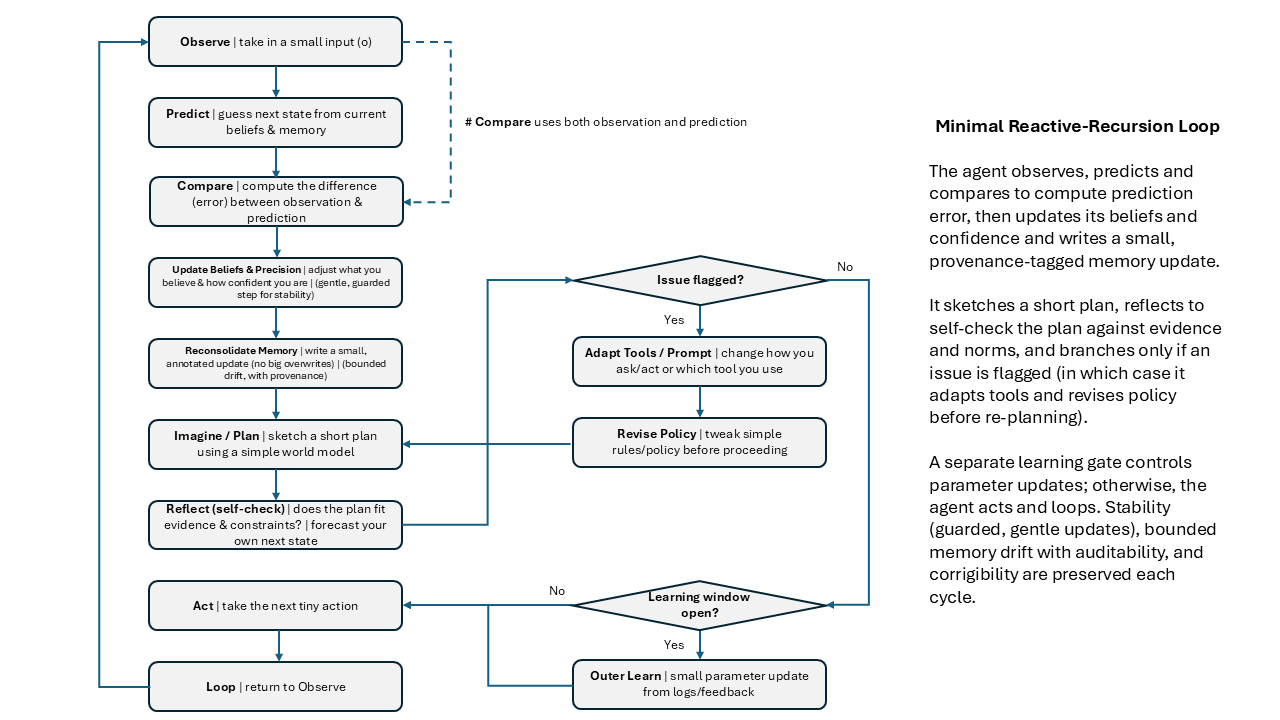 Observe | take in a small input (o)
Predict | guess next state from current
beliefs & memory
# Compare uses both observation and prediction
Compare | compute the difference
(error) between observation &
prediction
Update Beliefs & Precision | adjust what you
believe & how confident you are | (gentle, guarded
step for stability)
Reconsolidate Memory | write a small,
annotated update (no big overwrites) | (bounded
drift, with provenance)
Imagine / Plan | sketch a short plan
using a simple world model
Reflect (self-check) | does the plan fit
evidence & constraints? | forecast your
own next state
Act | take the next tiny action
Loop | return to Observe
Issue flagged?
No
Yes
Adapt Tools / Prompt | change how you
ask/act or which tool you use
Revise Policy | tweak simple
rules/policy before proceeding
Learning window
open?
No
Yes
Outer Learn | small parameter update
from logs/feedback
Minimal Reactive-Recursion Loop
The agent observes, predicts and
compares to compute prediction
error, then updates its beliefs and
confidence and writes a small,
provenance-tagged memory update.
It sketches a short plan, reflects to
self-check the plan against evidence
and norms, and branches only if an
issue is flagged (in which case it
adapts tools and revises policy
before re-planning).
A separate learning gate controls
parameter updates; otherwise, the
agent acts and loops. Stability
(guarded, gentle updates), bounded
memory drift with auditability, and
corrigibility are preserved each
cycle.